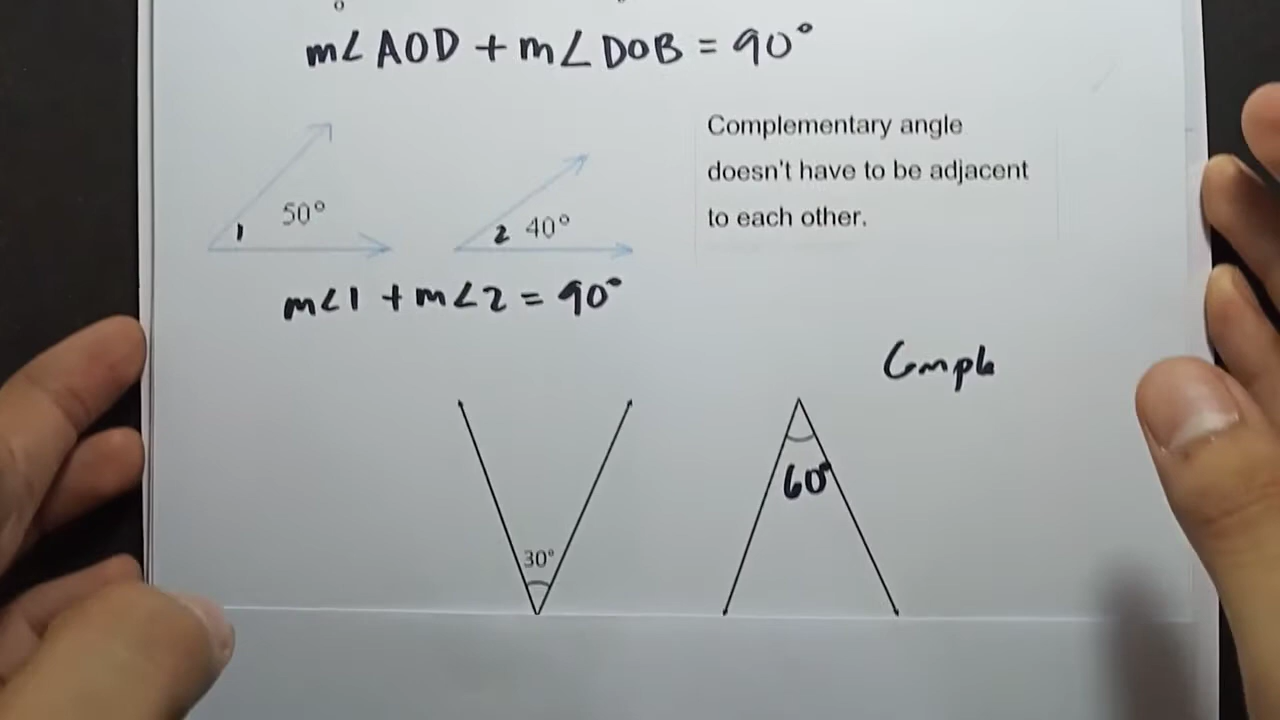 m∠AOD + m∠DOB = 90°
Complementary angle
doesn't have to be adjacent
to each other.
1 50°
2 40°
m∠1 + m∠2 = 90°
Comple
60°
30°